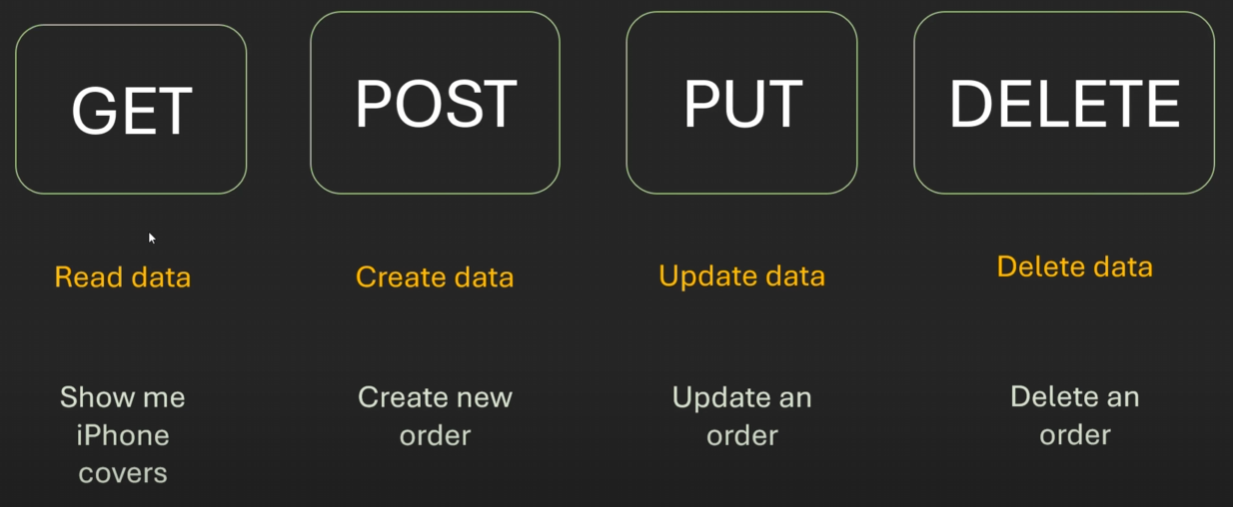 GET
POST
PUT
DELETE
Read data
Create data
Update data
Delete data
Show me
iPhone
covers
Create new
order
Update an
order
Delete an
order